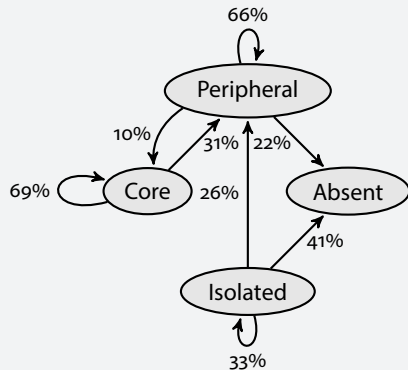 66%
Peripheral
10%
31%
22%
69%
Core
26%
Absent
41%
Isolated
33%